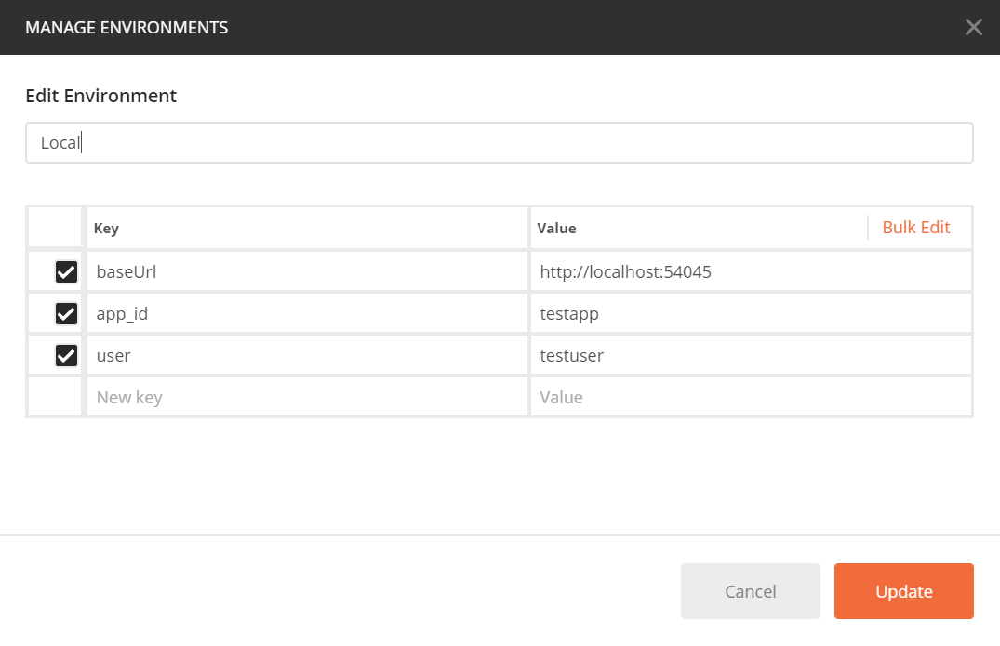 MANAGE ENVIRONMENTS
Edit Environment
Local
Key Value Bulk Edit
baseUrl http://localhost:54045
app_id testapp
user testuser
New key Value
Cancel Update